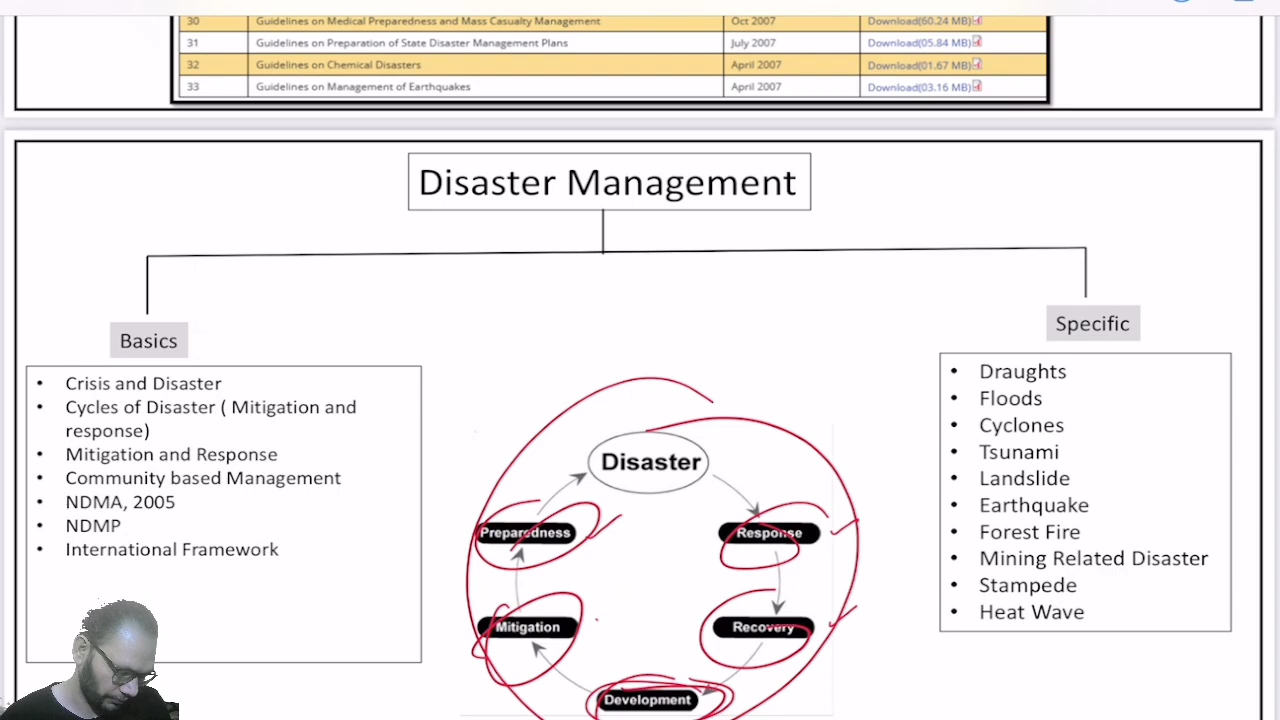 30 Guidelines on Medical Preparedness and Mass Casualty Management Oct 2007 Download(60.24 MB)
31 Guidelines on Preparation of State Disaster Management Plans July 2007 Download(05.84 MB)
32 Guidelines on Chemical Disasters April 2007 Download(01.67 MB)
33 Guidelines on Management of Earthquakes April 2007 Download(03.16 MB)
Disaster Management
Basics
• Crisis and Disaster
• Cycles of Disaster ( Mitigation and
response)
• Mitigation and Response
• Community based Management
• NDMA, 2005
• NDMP
• International Framework
Disaster
Preparedness
Response
Mitigation
Recovery
Development
Specific
• Draughts
• Floods
• Cyclones
• Tsunami
• Landslide
• Earthquake
• Forest Fire
• Mining Related Disaster
• Stampede
• Heat Wave